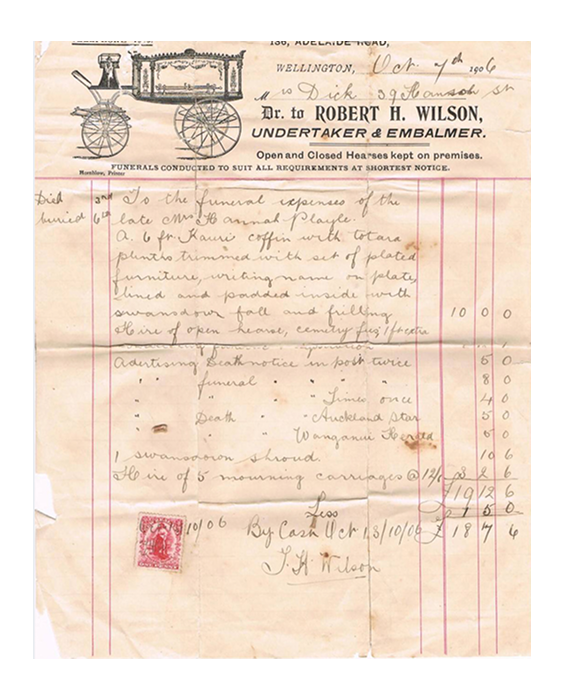 136, ADELAIDE ROAD,
WELLINGTON, Oct 7th 1906
Mrs Dick 39 Hanson St
Dr. to ROBERT H. WILSON,
UNDERTAKER & EMBALMER.
Open and Closed Hearses kept on premises.
FUNERALS CONDUCTED TO SUIT ALL REQUIREMENTS AT SHORTEST NOTICE.
Printer
Died 3rd To the funeral expenses of the
buried 6th late Mrs Hannah Playle.
A. 6 ft Kauri coffin with totara
plinths trimmed with set of plated
furniture, writing name on plate,
lined and padded inside with
swansdown fall and frilling 10 0 0
Hire of open hearse, cemetry 1ft extra
Advertising Death notice in post twice 5 0
" " funeral " " " 8 0
" " " " Times once 4 0
" " Death " " Auckland Star 5 0
" " " " Wanganui Herald 5 0
1 swansdown shroud. 10 6
Hire of 5 mourning carriages @ 12/6 3 2 6
£19 12 6
Less £1 5 0
By Cash Oct 13/10/06 £ 18 7 6
10/06
J. H Wilson